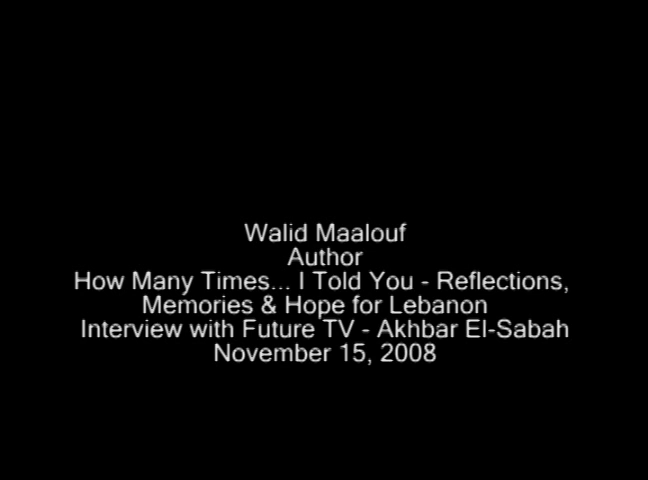 Walid Maalouf
Author
How Many Times... I Told You - Reflections,
Memories & Hope for Lebanon
Interview with Future TV - Akhbar El-Sabah
November 15, 2008